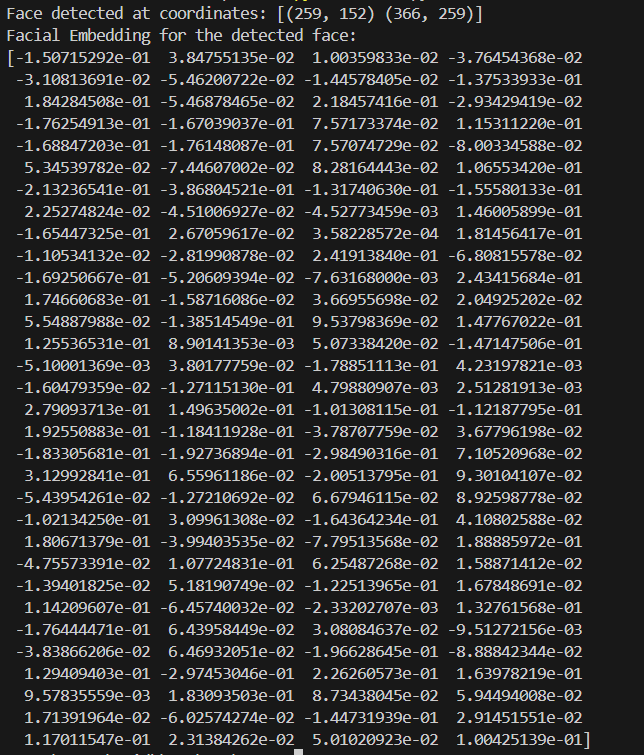 Face detected at coordinates: [(259, 152) (366, 259)]
Facial Embedding for the detected face:
[-1.50715292e-01  3.84755135e-02  1.00359833e-02 -3.76454368e-02
 -3.10813691e-02 -5.46200722e-02 -1.44578405e-02 -1.37533933e-01
  1.84284508e-01 -5.46878465e-02  2.18457416e-01 -2.93429419e-02
 -1.76254913e-01 -1.67039037e-01  7.57173374e-02  1.15311220e-01
 -1.68847203e-01 -1.76148087e-01  7.57074729e-02 -8.00334588e-02
  5.34539782e-02 -7.44607002e-02  8.28164443e-02  1.06553420e-01
 -2.13236541e-01 -3.86804521e-01 -1.31740630e-01 -1.55580133e-01
  2.25274824e-02 -4.51006927e-02 -4.52773459e-03  1.46005899e-01
 -1.65447325e-01  2.67059617e-02  3.58228572e-04  1.81456417e-01
 -1.10534132e-02 -2.81990878e-02  2.41913840e-01 -6.80815578e-02
 -1.69250667e-01 -5.20609394e-02 -7.63168000e-03  2.43415684e-01
  1.74660683e-01 -1.58716086e-02  3.66955698e-02  2.04925202e-02
  5.54887988e-02 -1.38514549e-01  9.53798369e-02  1.47767022e-01
  1.25536531e-01  8.90141353e-03  5.07338420e-02 -1.47147506e-01
 -5.10001369e-03  3.80177759e-02 -1.78851113e-01  4.23197821e-03
 -1.60479359e-02 -1.27115130e-01  4.79880907e-03  2.51281913e-03
  2.79093713e-01  1.49635002e-01 -1.01308115e-01 -1.12187795e-01
  1.92550883e-01 -1.18411928e-01 -3.78707759e-02  3.67796198e-02
 -1.83305681e-01 -1.92736894e-01 -2.98490316e-01  7.10520968e-02
  3.12992841e-01  6.55961186e-02 -2.00513795e-01  9.30104107e-02
 -5.43954261e-02 -1.27210692e-02  6.67946115e-02  8.92598778e-02
 -1.02134250e-01  3.09961308e-02 -1.64364234e-01  4.10802588e-02
  1.80671379e-01 -3.99403535e-02 -7.79513568e-02  1.88885972e-01
 -4.75573391e-02  1.07724831e-01  6.25487268e-02  1.58871412e-02
 -1.39401825e-02  5.18190749e-02 -1.22513965e-01  1.67848691e-02
  1.14209607e-01 -6.45740032e-02 -2.33202707e-03  1.32761568e-01
 -1.76444471e-01  6.43958449e-02  3.08084637e-02 -9.51272156e-03
 -3.83866206e-02  6.46932051e-02 -1.96628645e-01 -8.88842344e-02
  1.29409403e-01 -2.97453046e-01  2.26260573e-01  1.63978219e-01
  9.57835559e-03  1.83093503e-01  8.73438045e-02  5.94494008e-02
  1.71391964e-02 -6.02574274e-02 -1.44731939e-01  2.91451551e-02
  1.17011547e-01  2.31384262e-02  5.01020923e-02  1.00425139e-01]